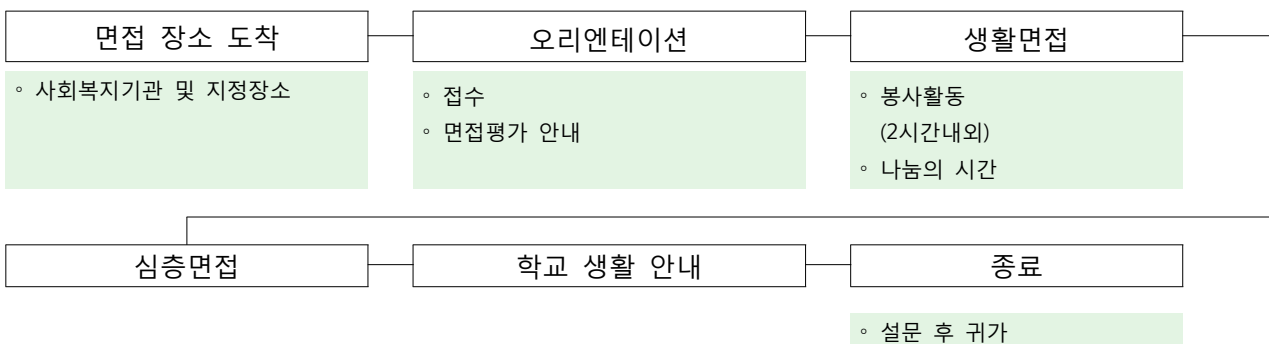 면접 장소 도착
오리엔테이션
생활면접
◦ 사회복지기관 및 지정장소
◦ 접수
◦ 면접평가 안내
◦ 봉사활동
(2시간내외)
◦ 나눔의 시간
심층면접
학교 생활 안내
종료
◦ 설문 후 귀가